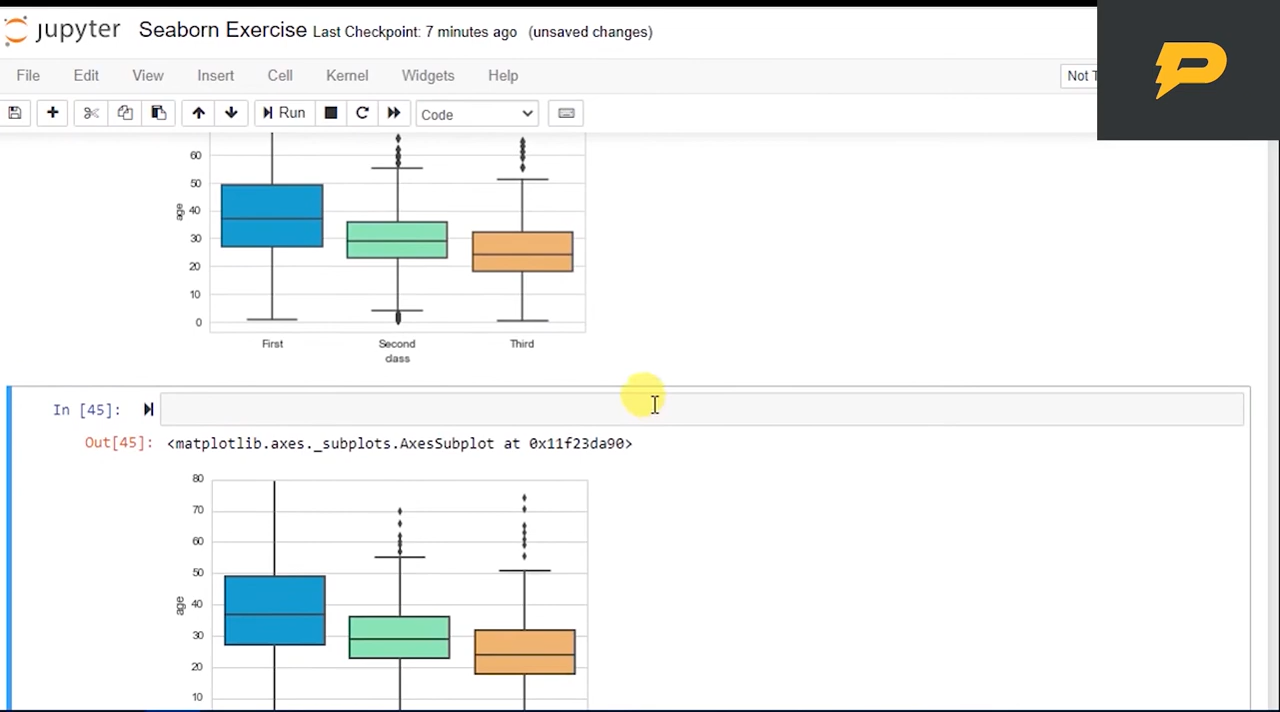 jupyter Seaborn Exercise Last Checkpoint: 7 minutes ago (unsaved changes)
File Edit View Insert Cell Kernel Widgets Help
Not T
Run Code
60
50
40
30
20
10
0
age
First Second Third
class
In [45]:
Out[45]: <matplotlib.axes._subplots.AxesSubplot at 0x11f23da90>
80
70
60
50
40
30
20
10
age